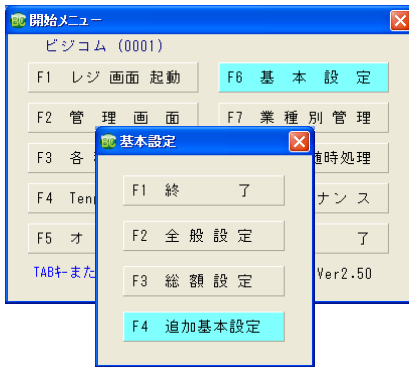 開始メニュー
ビジコム (0001)
F1 レジ 画面 起動
F6 基 本 設 定
F2 管 理 画 面
F7 業 種 別 管 理
F3 各
随時処理
F4
ナン ス
F5 オ
了
TABｷｰまた
Ver2.50
基本設定
F1 終 了
F2 全 般 設 定
F3 総 額 設 定
F4 追加基本設定